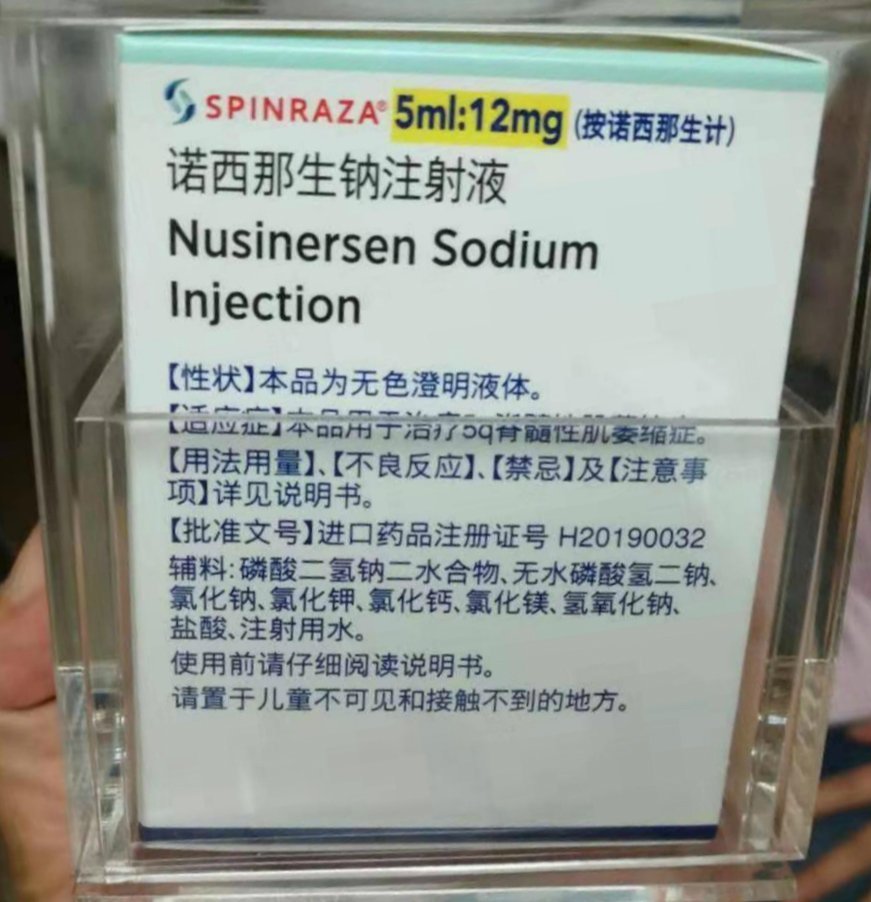 SPINRAZA® 5ml:12mg (按诺西那生计)
诺西那生钠注射液
Nusinersen Sodium
Injection
【性状】本品为无色澄明液体。
【适应症】本品用于治疗5q脊髓性肌萎缩症。
【用法用量】、【不良反应】、【禁忌】及【注意事
项】详见说明书。
【批准文号】进口药品注册证号 H20190032
辅料:磷酸二氢钠二水合物、无水磷酸氢二钠、
氯化钠、氯化钾、氯化钙、氯化镁、氢氧化钠、
盐酸、注射用水。
使用前请仔细阅读说明书。
请置于儿童不可见和接触不到的地方。